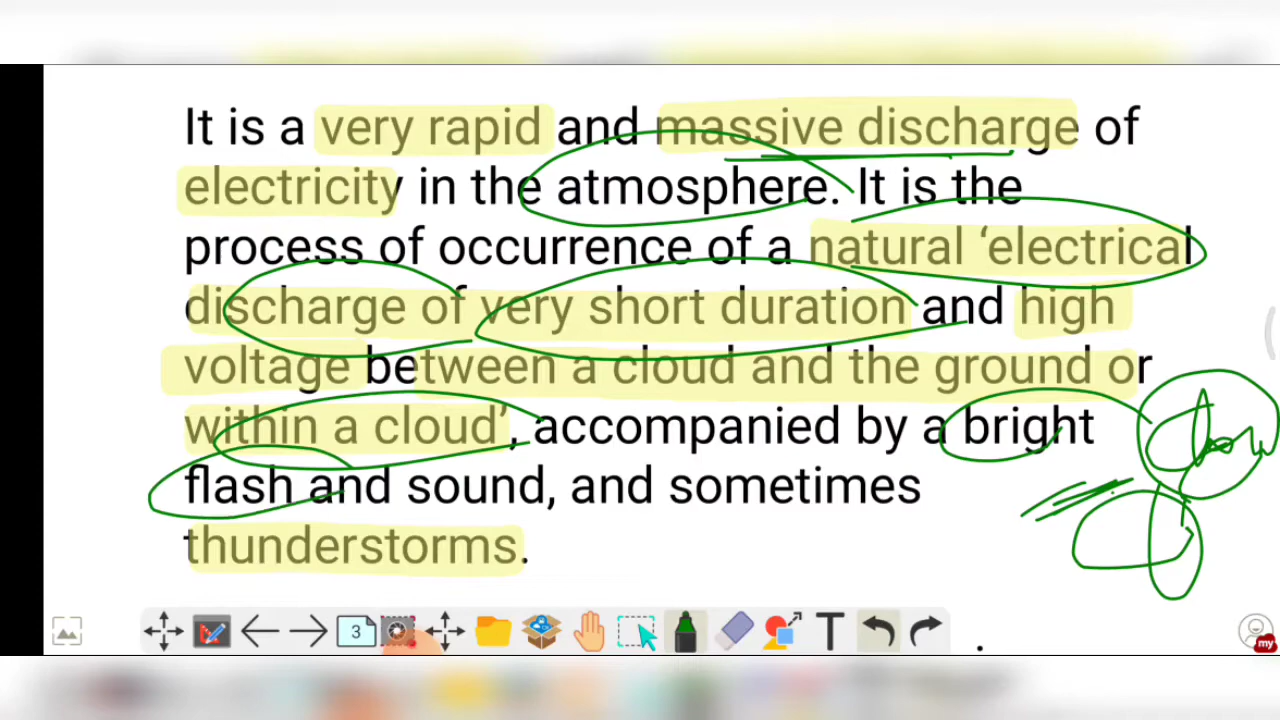 It is a very rapid and massive discharge of
electricity in the atmosphere. It is the
process of occurrence of a natural ‘electrical
discharge of very short duration and high
voltage between a cloud and the ground or
within a cloud’, accompanied by a bright
flash and sound, and sometimes
thunderstorms.
3
T
my